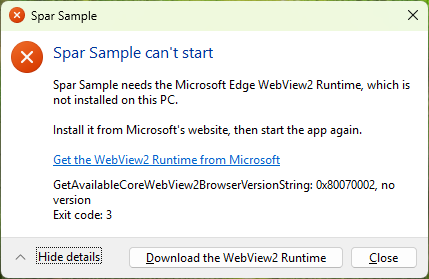 Spar Sample
Spar Sample can't start
Spar Sample needs the Microsoft Edge WebView2 Runtime, which is
not installed on this PC.
Install it from Microsoft's website, then start the app again.
Get the WebView2 Runtime from Microsoft
GetAvailableCoreWebView2BrowserVersionString: 0x80070002, no
version
Exit code: 3
Hide details
Download the WebView2 Runtime
Close